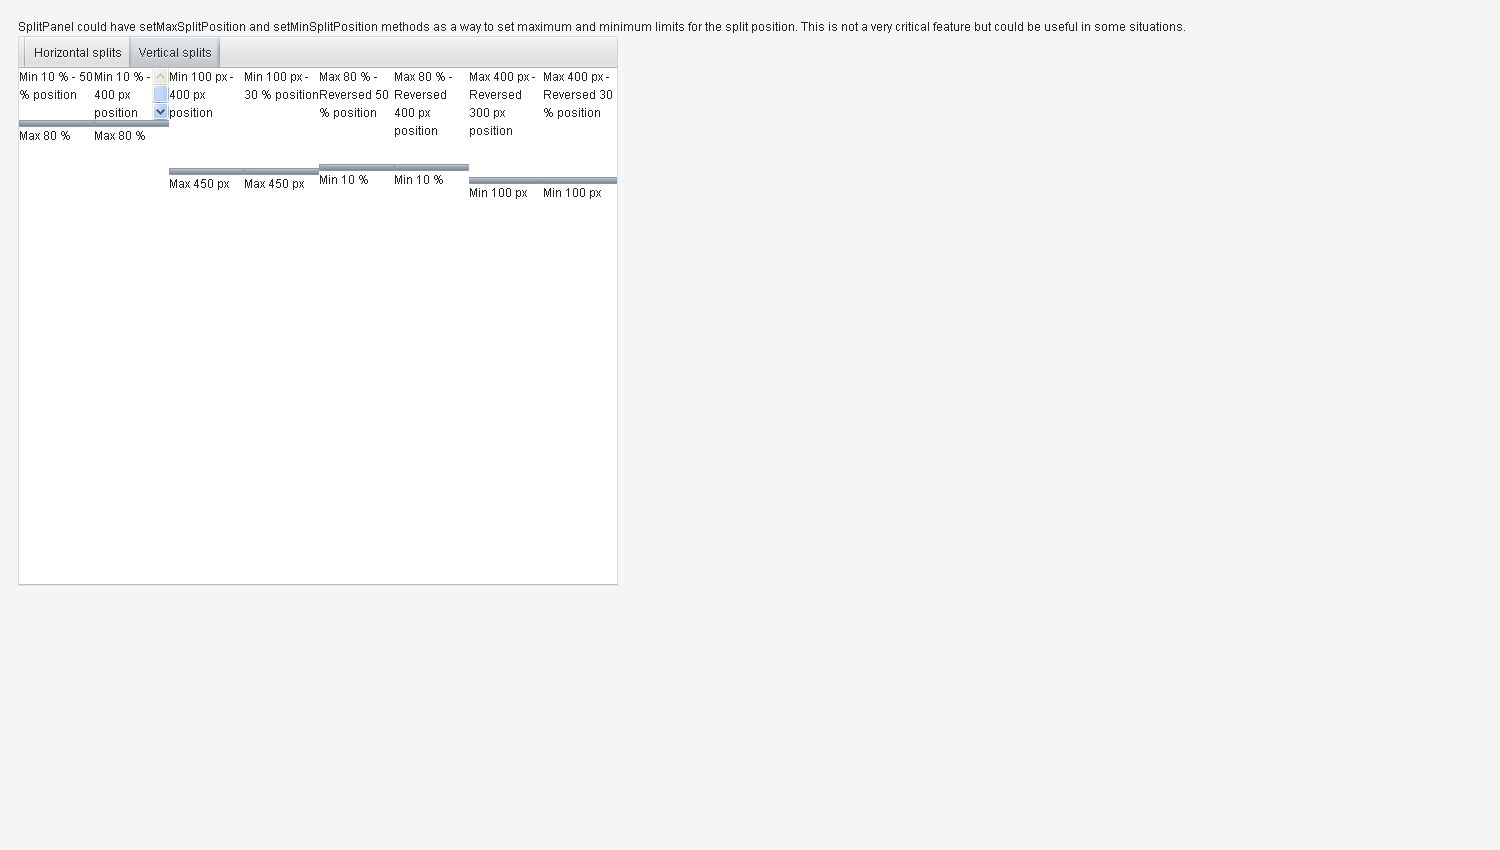 SplitPanel could have setMaxSplitPosition and setMinSplitPosition methods as a way to set maximum and minimum limits for the split position. This is not a very critical feature but could be useful in some situations.
Horizontal splits
Vertical splits
Min 10 % - 50
% position
Max 80 %
Min 10 % -
400 px
position
Max 80 %
Min 100 px -
400 px
position
Max 450 px
Min 100 px -
30 % position
Max 450 px
Max 80 % -
Reversed 50
% position
Min 10 %
Max 80 % -
Reversed
400 px
position
Min 10 %
Max 400 px -
Reversed
300 px
position
Min 100 px
Max 400 px -
Reversed 30
% position
Min 100 px